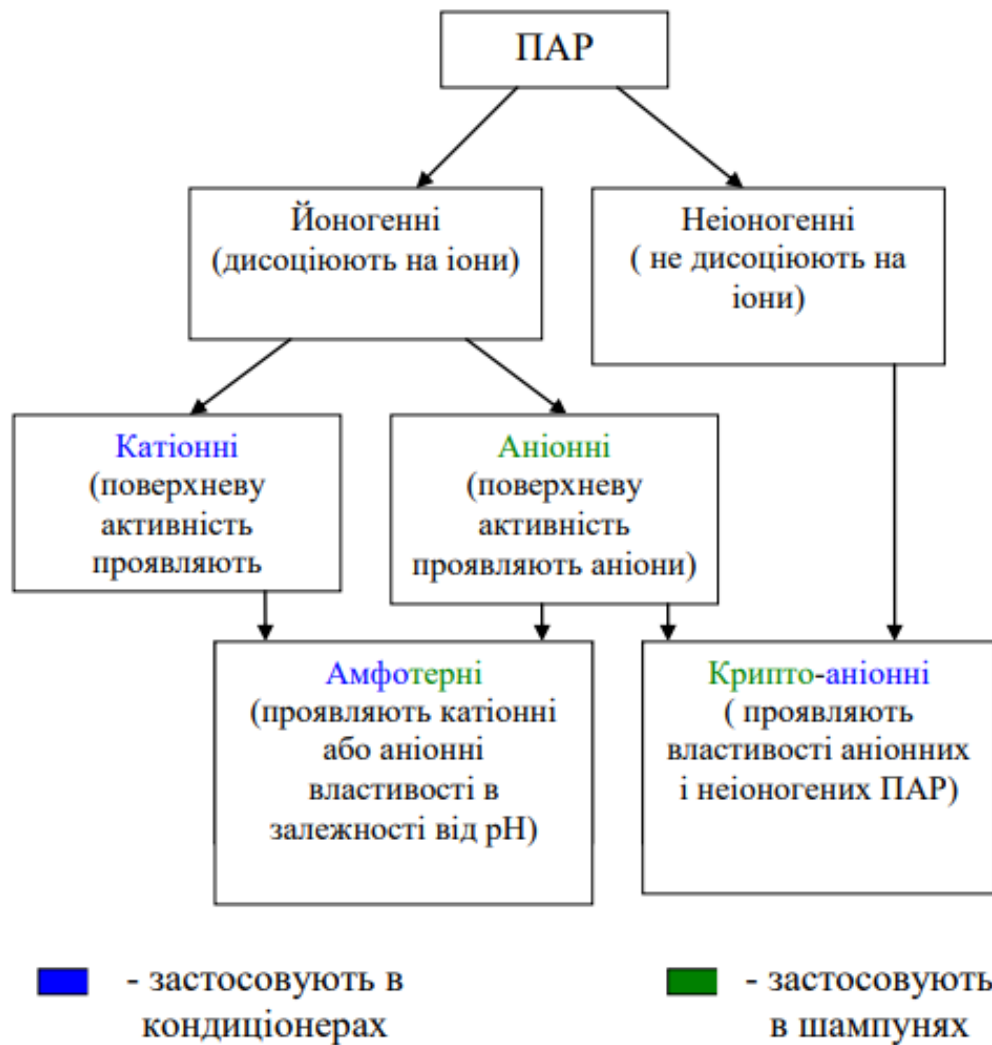 ПАР
Йоногенні
(дисоціюють на іони)
Неіоногенні
( не дисоціюють на
іони)
Катіонні
(поверхневу
активність
проявляють
Аніонні
(поверхневу
активність
проявляють аніони)
Амфотерні
(проявляють катіонні
або аніонні
властивості в
залежності від рН)
Крипто-аніонні
( проявляють
властивості аніонних
і неіоногених ПАР)
- застосовують в
кондиціонерах
- застосовують
в шампунях